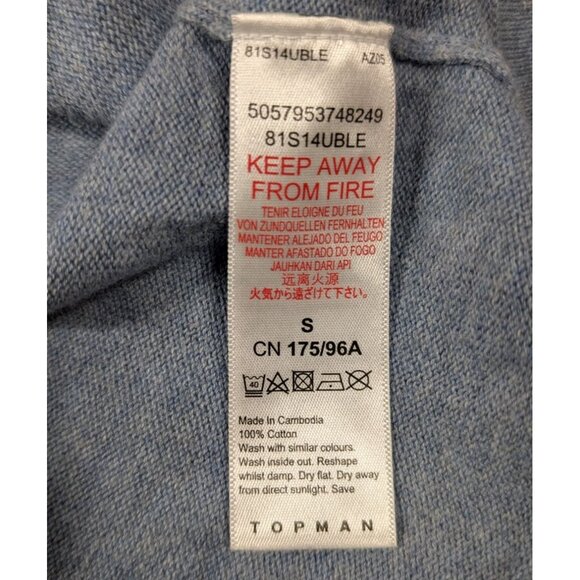 81S14UBLE AZ05
5057953748249
81S14UBLE
KEEP AWAY
FROM FIRE
TENIR ELOIGNE DU FEU
VON ZUNDQUELLEN FERNHALTEN
MANTENER ALEJADO DEL FEUGO
MANTER AFASTADO DO FOGO
JAUHKAN DARI API
远离火源
火気から遠ざけて下さい。
S
CN 175/96A
40
Made In Cambodia
100% Cotton
Wash with similar colours.
Wash inside out. Reshape
whilst damp. Dry flat. Dry away
from direct sunlight. Save
TOPMAN